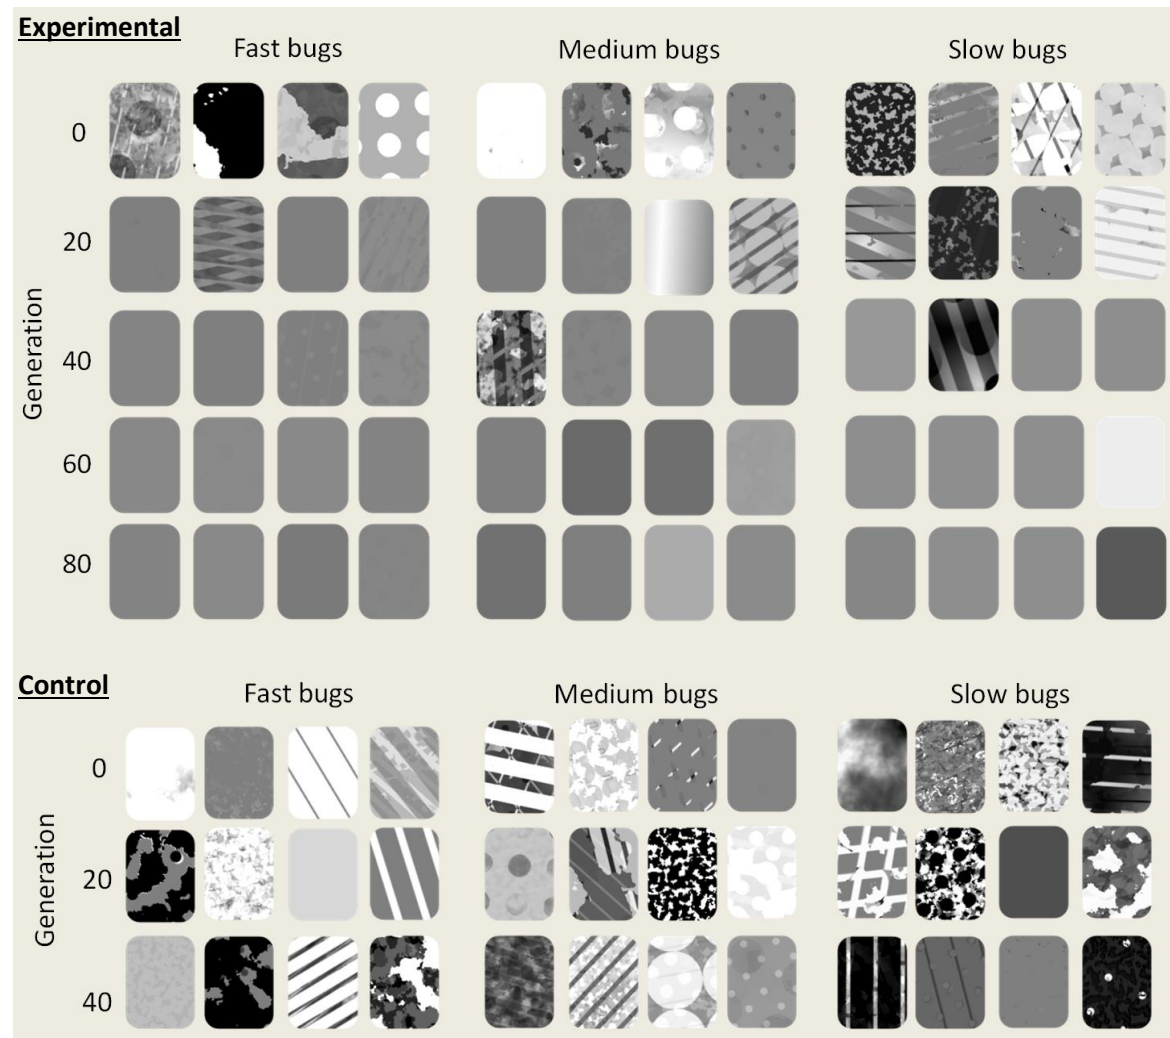 Experimental
Fast bugs Medium bugs Slow bugs
0
20
40
60
80
Generation
Control
Fast bugs Medium bugs Slow bugs
0
20
40
Generation